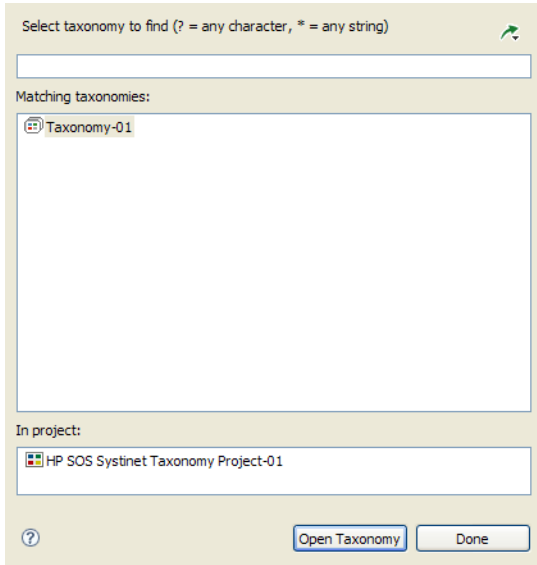 Select taxonomy to find (? = any character, * = any string)
Matching taxonomies:
Taxonomy-01
In project:
HP SOS Systinet Taxonomy Project-01
Open Taxonomy Done